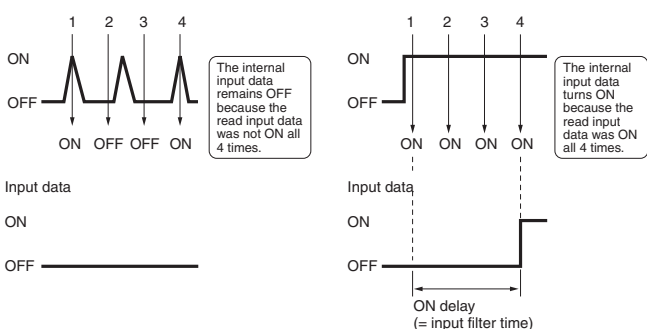 1 2 3 4
ON
OFF
ON OFF OFF ON
The internal
input data
remains OFF
because the
read input data
was not ON all
4 times.
Input data
ON
OFF
1 2 3 4
ON
OFF
ON ON ON ON
The internal
input data
turns ON
because the
read input
data was ON
all 4 times.
Input data
ON
OFF
ON delay
(= input filter time)